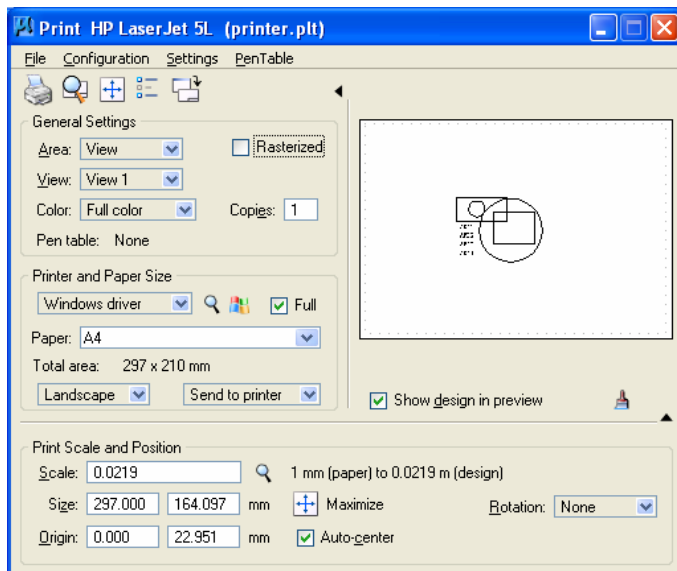 Print HP LaserJet 5L (printer.plt)
File Configuration Settings PenTable
General Settings
Area: View Rasterized
View: View 1
Color: Full color Copies: 1
Pen table: None
Printer and Paper Size
Windows driver Full
Paper: A4
Total area: 297 x 210 mm
Landscape Send to printer
Show design in preview
Print Scale and Position
Scale: 0.0219 1 mm (paper) to 0.0219 m (design)
Size: 297.000 164.097 mm Maximize Rotation: None
Origin: 0.000 22.951 mm Auto-center